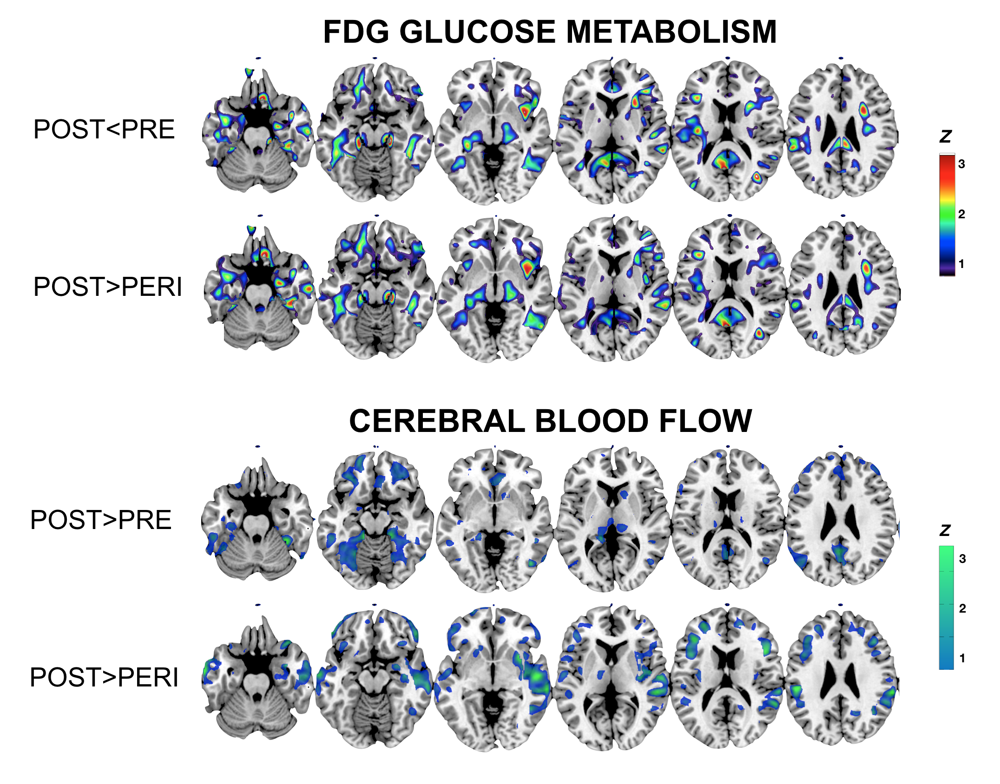 FDG GLUCOSE METABOLISM
POST<PRE
z
3
2
1
POST>PERI
CEREBRAL BLOOD FLOW
POST>PRE
z
3
2
1
POST>PERI